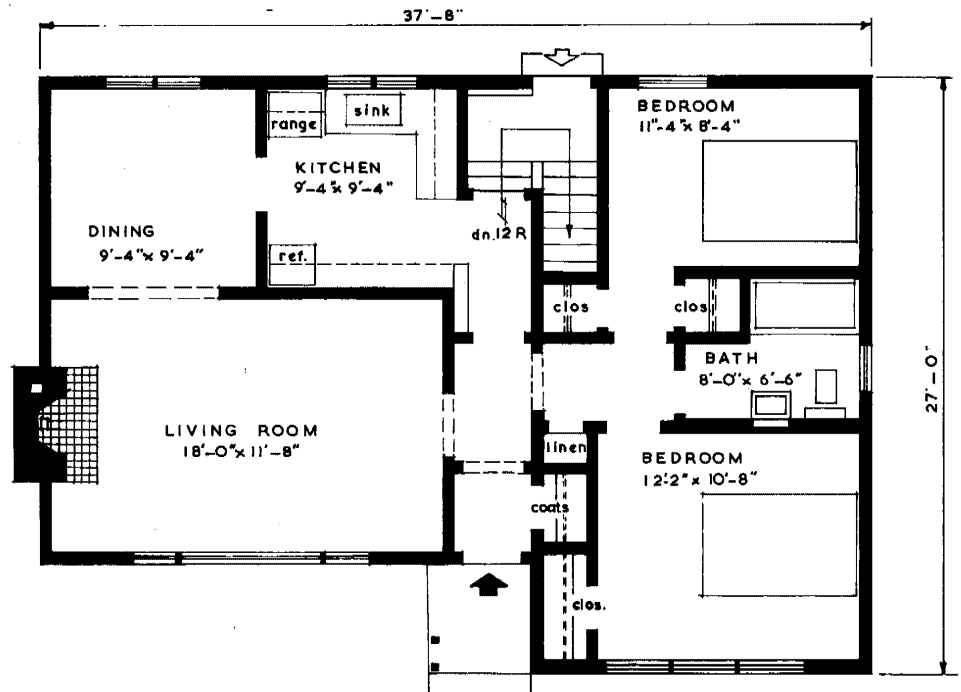 37'-8"
BEDROOM
11"-4"x 8'-4"
range
sink
KITCHEN
9'-4"x 9'-4"
DINING
9'-4"x 9'-4"
dn.12R
ref.
clos
clos
BATH
8'-0"x 6'-6"
27'-0"
LIVING ROOM
18'-0"x 11'-8"
linen
BEDROOM
12'-2"x 10'-8"
coats
clos.